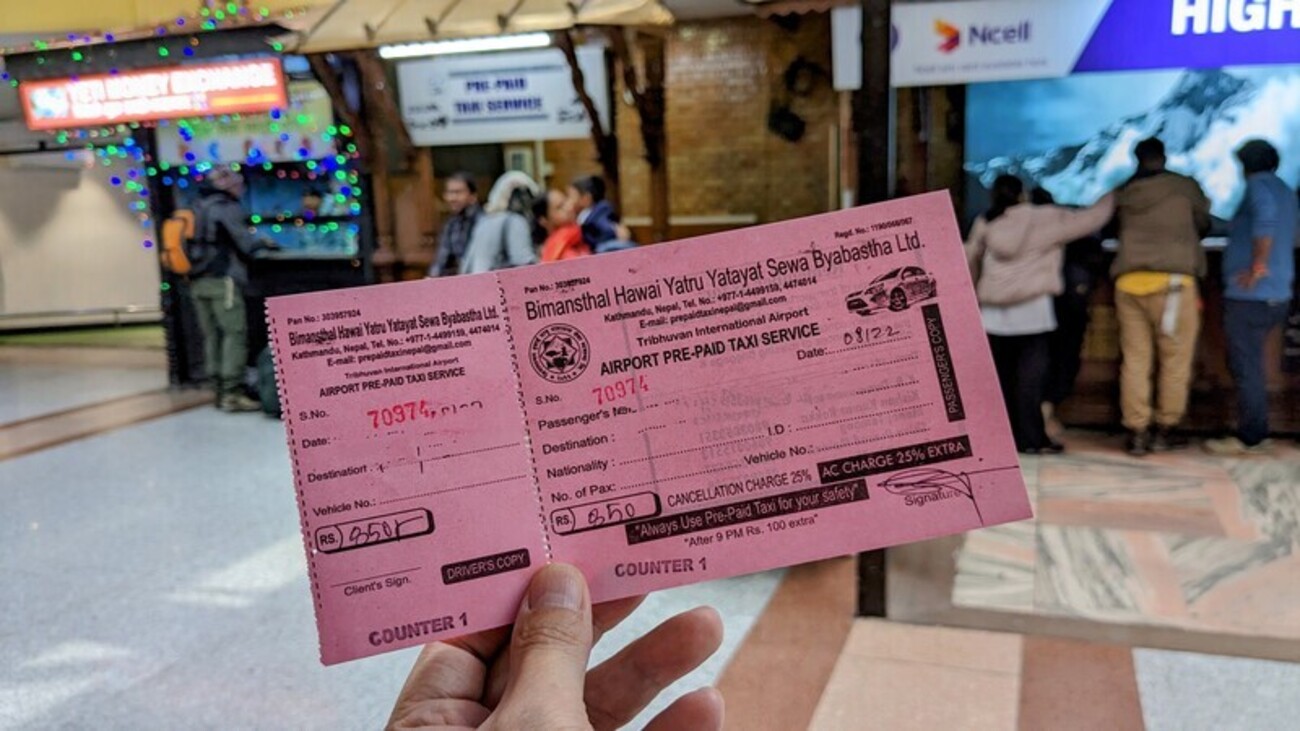 YETI MONEY EXCHANGE
PRE-PAID
TAXI SERVICE
Ncell
HIGH
Pan No.: 303957924
Bimansthal Hawai Yatru Yatayat Sewa Byabastha Ltd.
Kathmandu, Nepal, Tel. No.: +977-1-4499159, 4474014
E-mail: prepaidtaxinepal@gmail.com
Tribhuvan International Airport
AIRPORT PRE-PAID TAXI SERVICE
S.No. 70974
Date:
Destination :
Vehicle No.:
RS. 850/-
Client's Sign.
DRIVER'S COPY
COUNTER 1
Pan No.: 303957924
Regd. No.: 1190/066/067
Bimansthal Hawai Yatru Yatayat Sewa Byabastha Ltd.
Kathmandu, Nepal, Tel. No.: +977-1-4499159, 4474014
E-mail: prepaidtaxinepal@gmail.com
Tribhuvan International Airport
AIRPORT PRE-PAID TAXI SERVICE
S.No. 70974
Date: 08122
Passenger's
Destination :
Nationality : I.D :
No. of Pax: Vehicle No.:
RS. 850 CANCELLATION CHARGE 25% AC CHARGE 25% EXTRA
"Always Use Pre-Paid Taxi for your safety"
Signature
"After 9 PM Rs. 100 extra"
COUNTER 1
PASSENGER'S COPY